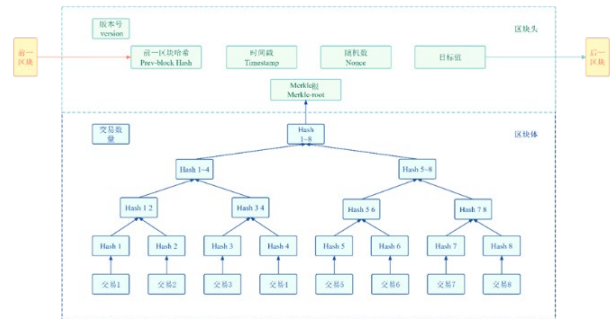 版本号
version
区块头
前一
区块
前一区块哈希
Prev-block Hash
时间戳
Timestamp
随机数
Nonce
目标值
后一
区块
Merkle根
Merkle-root
交易数
量
Hash
1~8
区块体
Hash 1~4
Hash 5~8
Hash 1 2
Hash 3 4
Hash 5 6
Hash 7 8
Hash 1
Hash 2
Hash 3
Hash 4
Hash 5
Hash 6
Hash 7
Hash 8
交易1
交易2
交易3
交易4
交易5
交易6
交易7
交易8